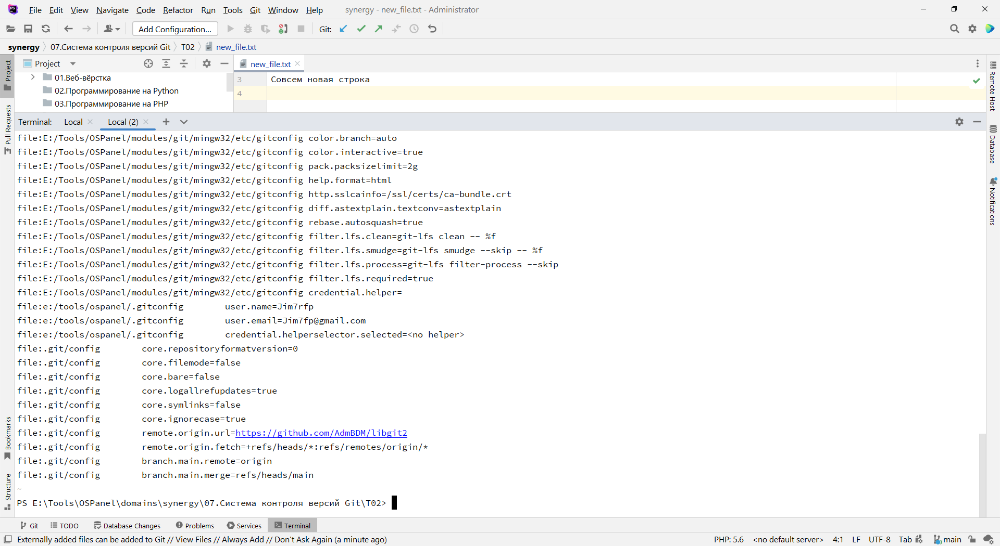 File Edit View Navigate Code Refactor Run Tools Git Window Help synergy - new_file.txt - Administrator
Add Configuration... Git:
synergy 07.Система контроля версий Git T02 new_file.txt
Project new_file.txt
01.Веб-вёрстка
02.Программирование на Python
03.Программирование на PHP
3 Совсем новая строка
4
Terminal: Local Local (2)
file:E:/Tools/OSPanel/modules/git/mingw32/etc/gitconfig color.branch=auto
file:E:/Tools/OSPanel/modules/git/mingw32/etc/gitconfig color.interactive=true
file:E:/Tools/OSPanel/modules/git/mingw32/etc/gitconfig pack.packsizelimit=2g
file:E:/Tools/OSPanel/modules/git/mingw32/etc/gitconfig help.format=html
file:E:/Tools/OSPanel/modules/git/mingw32/etc/gitconfig http.sslcainfo=/ssl/certs/ca-bundle.crt
file:E:/Tools/OSPanel/modules/git/mingw32/etc/gitconfig diff.astextplain.textconv=astextplain
file:E:/Tools/OSPanel/modules/git/mingw32/etc/gitconfig rebase.autosquash=true
file:E:/Tools/OSPanel/modules/git/mingw32/etc/gitconfig filter.lfs.clean=git-lfs clean -- %f
file:E:/Tools/OSPanel/modules/git/mingw32/etc/gitconfig filter.lfs.smudge=git-lfs smudge --skip -- %f
file:E:/Tools/OSPanel/modules/git/mingw32/etc/gitconfig filter.lfs.process=git-lfs filter-process --skip
file:E:/Tools/OSPanel/modules/git/mingw32/etc/gitconfig filter.lfs.required=true
file:E:/Tools/OSPanel/modules/git/mingw32/etc/gitconfig credential.helper=
file:e:/tools/ospanel/.gitconfig user.name=Jim7rfp
file:e:/tools/ospanel/.gitconfig user.email=Jim7fp@gmail.com
file:e:/tools/ospanel/.gitconfig credential.helperselector.selected=<no helper>
file:.git/config core.repositoryformatversion=0
file:.git/config core.filemode=false
file:.git/config core.bare=false
file:.git/config core.logallrefupdates=true
file:.git/config core.symlinks=false
file:.git/config core.ignorecase=true
file:.git/config remote.origin.url=https://github.com/AdmBDM/libgit2
file:.git/config remote.origin.fetch=+refs/heads/*:refs/remotes/origin/*
file:.git/config branch.main.remote=origin
file:.git/config branch.main.merge=refs/heads/main
~
PS E:\Tools\OSPanel\domains\synergy\07.Система контроля версий Git\T02>
Project
Pull Requests
Bookmarks
Structure
Remote Host
Database
Notifications
Git TODO Database Changes Problems Services Terminal
Externally added files can be added to Git // View Files // Always Add // Don't Ask Again (a minute ago) PHP: 5.6 <no default server> 4:1 LF UTF-8 Tab main